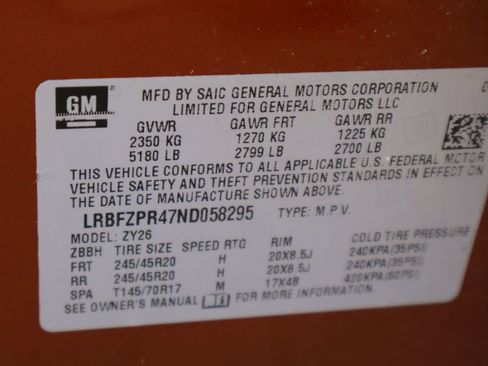 GM
MFD BY SAIC GENERAL MOTORS CORPORATION 0
LIMITED FOR GENERAL MOTORS LLC
GVWR GAWR FRT GAWR RR
2350 KG 1270 KG 1225 KG
5180 LB 2799 LB 2700 LB
THIS VEHICLE CONFORMS TO ALL APPLICABLE U.S. FEDERAL MOTOR
VEHICLE SAFETY AND THEFT PREVENTION STANDARDS IN EFFECT ON
THE DATE OF MANUFACTURE SHOWN ABOVE.
LRBFZPR47ND058295 TYPE: M.P.V.
MODEL: ZY26
ZBBH TIRE SIZE SPEED RTG RIM COLD TIRE PRESSURE
FRT 245/45R20 H 20X8.5J 240KPA(35PSI)
RR 245/45R20 H 20X8.5J 240KPA(35PSI)
SPA T145/70R17 M 17X4B 420KPA(60PSI)
SEE OWNER'S MANUAL FOR MORE INFORMATION.